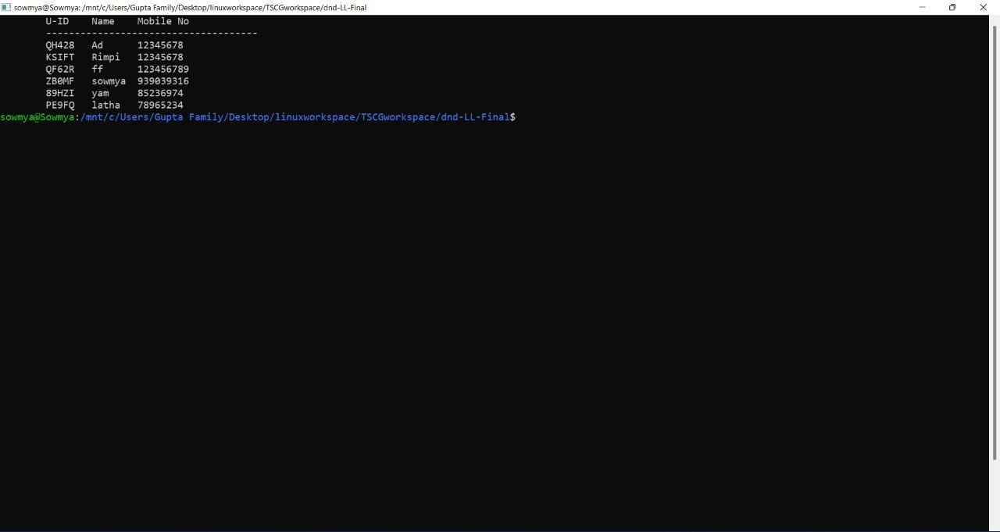 sowmya@Sowmya: /mnt/c/Users/Gupta Family/Desktop/linuxworkspace/TSCGworkspace/dnd-LL-Final
U-ID Name Mobile No
-------------------------------------
QH428 Ad 12345678
KSIFT Rimpi 12345678
QF62R ff 123456789
ZB0MF sowmya 939039316
89HZI yam 85236974
PE9FQ latha 78965234
sowmya@Sowmya:/mnt/c/Users/Gupta Family/Desktop/linuxworkspace/TSCGworkspace/dnd-LL-Final$